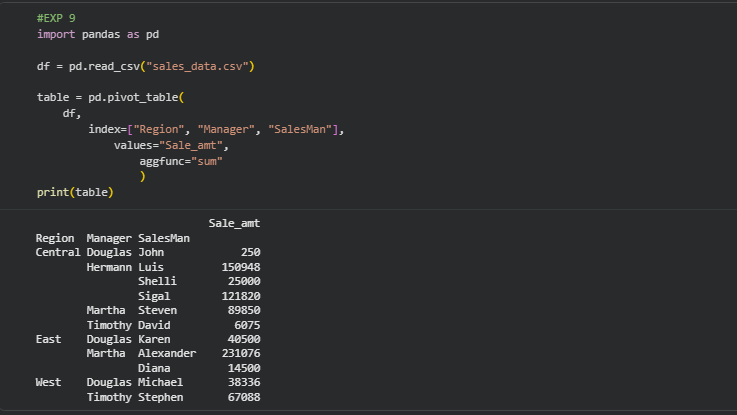 #EXP 9
import pandas as pd
df = pd.read_csv("sales_data.csv")
table = pd.pivot_table(
    df,
        index=["Region", "Manager", "SalesMan"],
            values="Sale_amt",
                aggfunc="sum"
                )
print(table)
                           Sale_amt
Region  Manager SalesMan
Central Douglas John            250
        Hermann Luis         150948
                Shelli        25000
                Sigal        121820
        Martha  Steven        89850
        Timothy David          6075
East    Douglas Karen         40500
        Martha  Alexander    231076
                Diana         14500
West    Douglas Michael       38336
        Timothy Stephen       67088